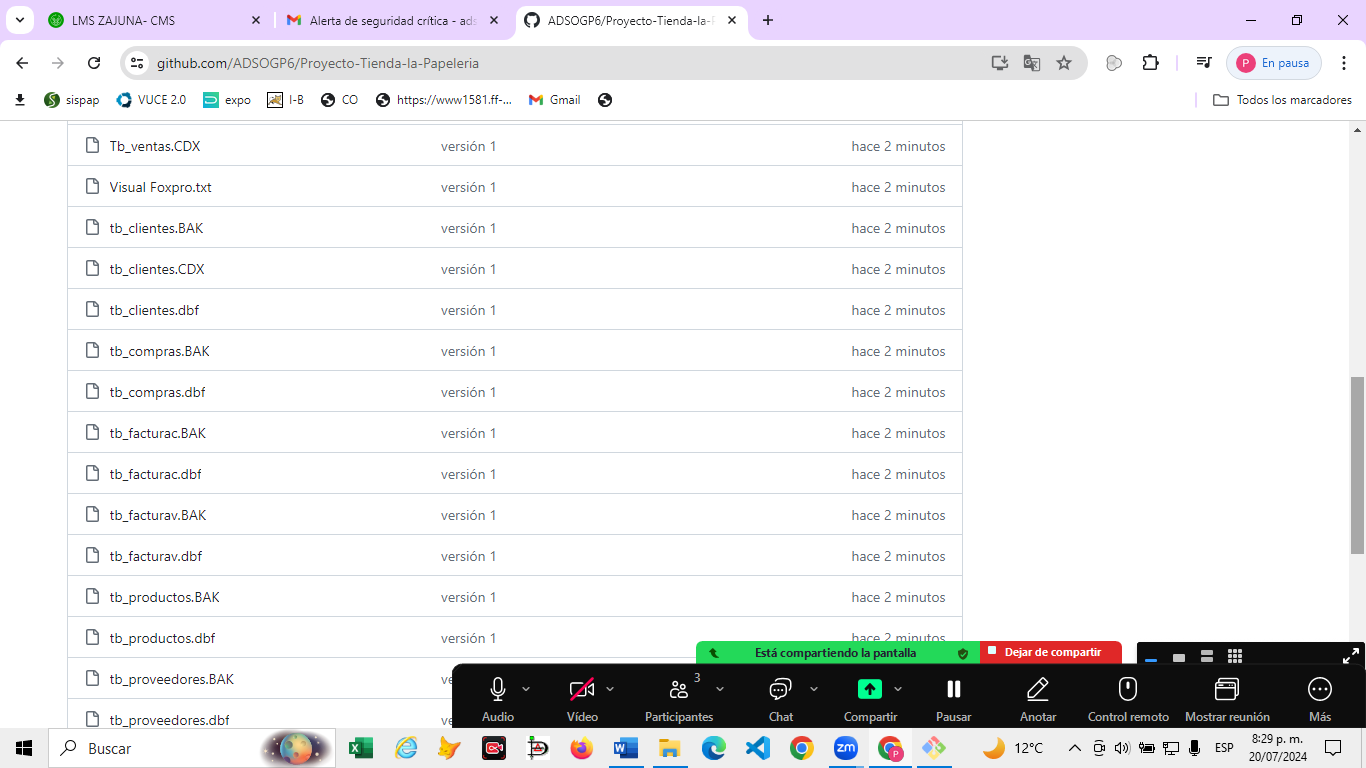 LMS ZAJUNA- CMS
Alerta de seguridad crítica - ads
ADSOGP6/Proyecto-Tienda-la-P
github.com/ADSOGP6/Proyecto-Tienda-la-Papeleria
P En pausa
sispap
VUCE 2.0
expo
I-B
CO
https://www1581.ff-...
Gmail
Todos los marcadores
Tb_ventas.CDX versión 1 hace 2 minutos
Visual Foxpro.txt versión 1 hace 2 minutos
tb_clientes.BAK versión 1 hace 2 minutos
tb_clientes.CDX versión 1 hace 2 minutos
tb_clientes.dbf versión 1 hace 2 minutos
tb_compras.BAK versión 1 hace 2 minutos
tb_compras.dbf versión 1 hace 2 minutos
tb_facturac.BAK versión 1 hace 2 minutos
tb_facturac.dbf versión 1 hace 2 minutos
tb_facturav.BAK versión 1 hace 2 minutos
tb_facturav.dbf versión 1 hace 2 minutos
tb_productos.BAK versión 1 hace 2 minutos
tb_productos.dbf versión 1 hace 2 minutos
tb_proveedores.BAK
tb_proveedores.dbf
Está compartiendo la pantalla
Dejar de compartir
3
Audio
Vídeo
Participantes
Chat
Compartir
Pausar
Anotar
Control remoto
Mostrar reunión
Más
Buscar
zm
P
12°C
ESP
8:29 p. m.
20/07/2024